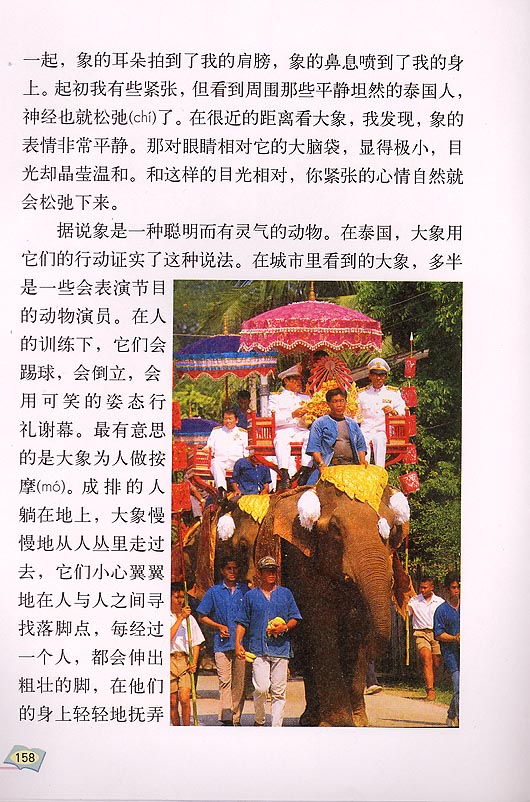 一起，象的耳朵拍到了我的肩膀，象的鼻息喷到了我的身
上。起初我有些紧张，但看到周围那些平静坦然的泰国人，
神经也就松弛(chí)了。在很近的距离看大象，我发现，象的
表情非常平静。那对眼睛相对它的大脑袋，显得极小，目
光却晶莹温和。和这样的目光相对，你紧张的心情自然就
会松弛下来。
据说象是一种聪明而有灵气的动物。在泰国，大象用
它们的行动证实了这种说法。在城市里看到的大象，多半
是一些会表演节目
的动物演员。在人
的训练下，它们会
踢球，会倒立，会
用可笑的姿态行
礼谢幕。最有意思
的是大象为人做按
摩(mó)。成排的人
躺在地上，大象慢
慢地从人丛里走过
去，它们小心翼翼
地在人与人之间寻
找落脚点，每经过
一个人，都会伸出
粗壮的脚，在他们
的身上轻轻地抚弄
158